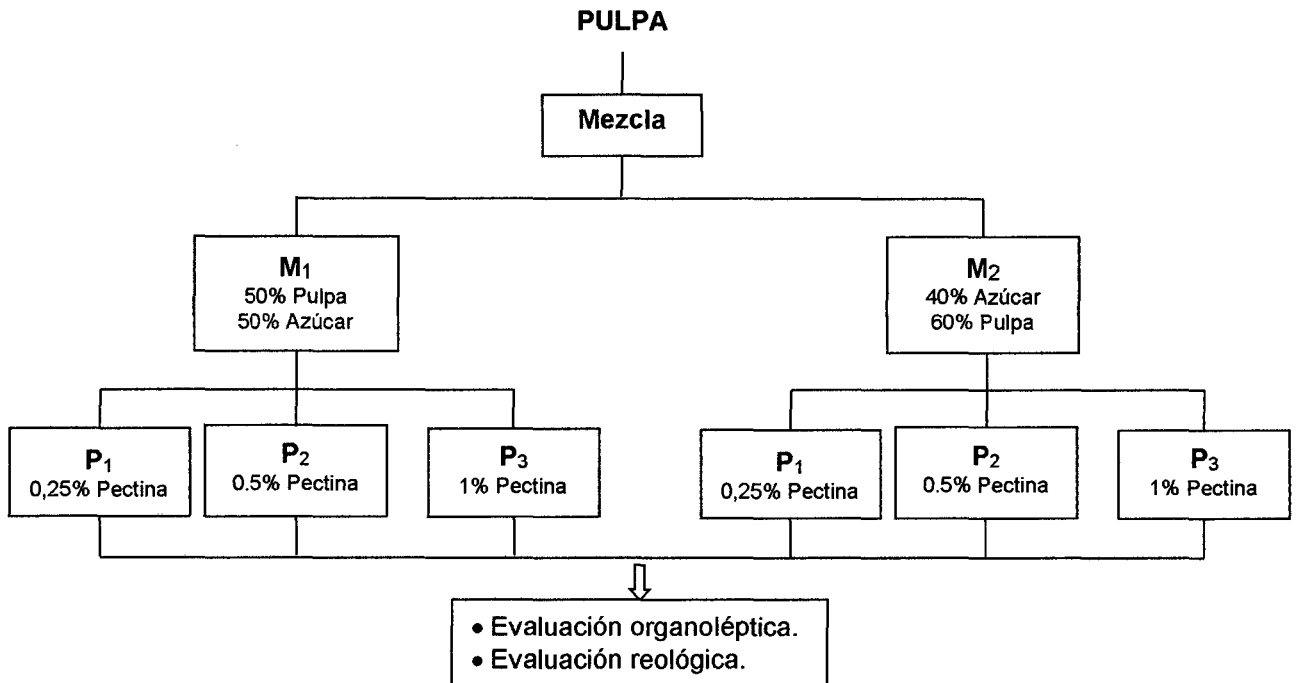 PULPA
Mezcla
M1
50% Pulpa
50% Azúcar
M2
40% Azúcar
60% Pulpa
P1
0,25% Pectina
P2
0.5% Pectina
P3
1% Pectina
P1
0,25% Pectina
P2
0.5% Pectina
P3
1% Pectina
• Evaluación organoléptica.
• Evaluación reológica.